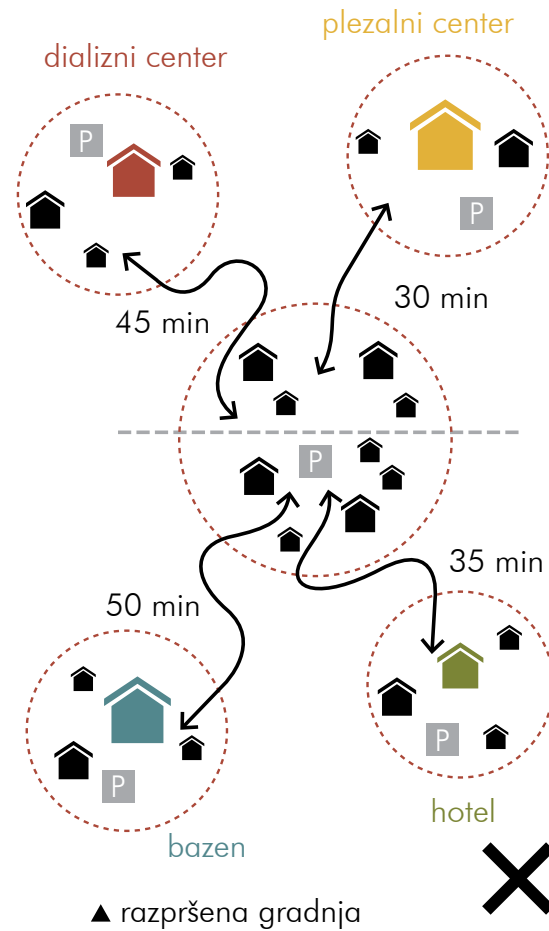 plezalni center
dializni center
P
P
30 min
45 min
P
35 min
50 min
P
P
hotel
bazen
▲ razpršena gradnja